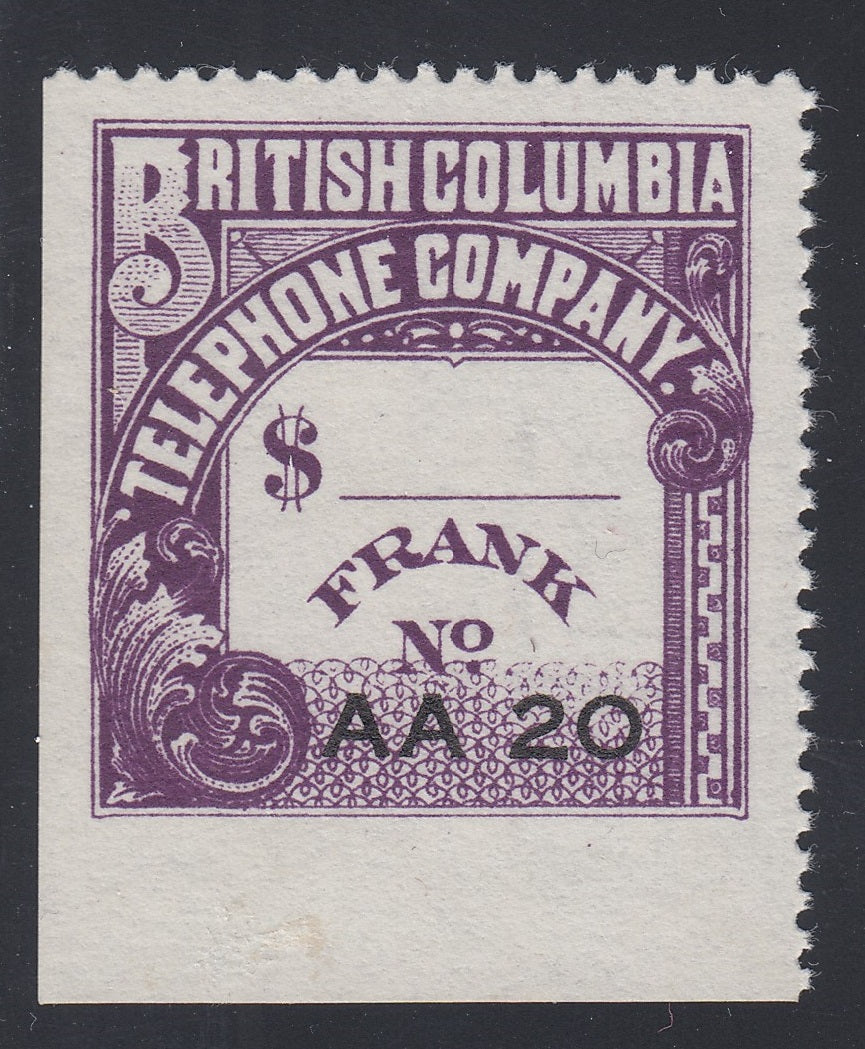 BRITISH COLUMBIA
TELEPHONE COMPANY.
$
FRANK
No
AA 20